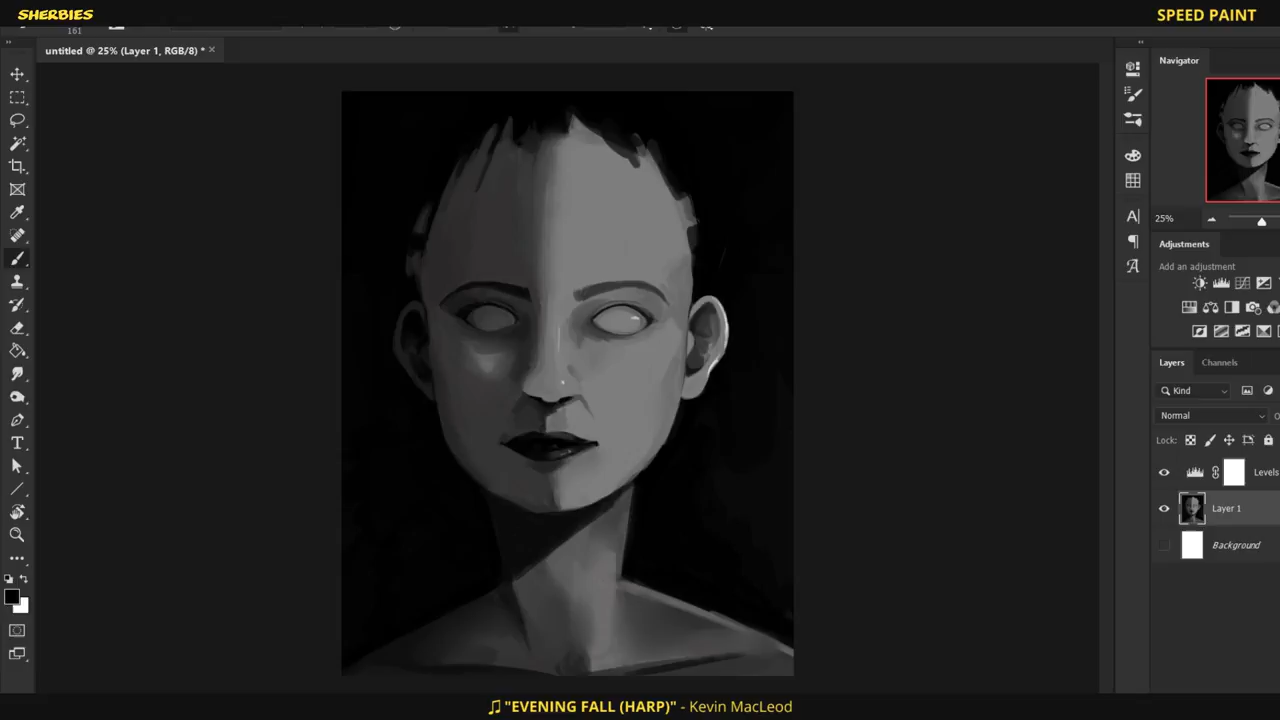 SHERBIES
SPEED PAINT
161
untitled @ 25% (Layer 1, RGB/8) * ×
Navigator
25%
Adjustments
Add an adjustment
Layers Channels
Kind
Normal
Lock:
Levels
Layer 1
Background
♫ "EVENING FALL (HARP)" - Kevin MacLeod